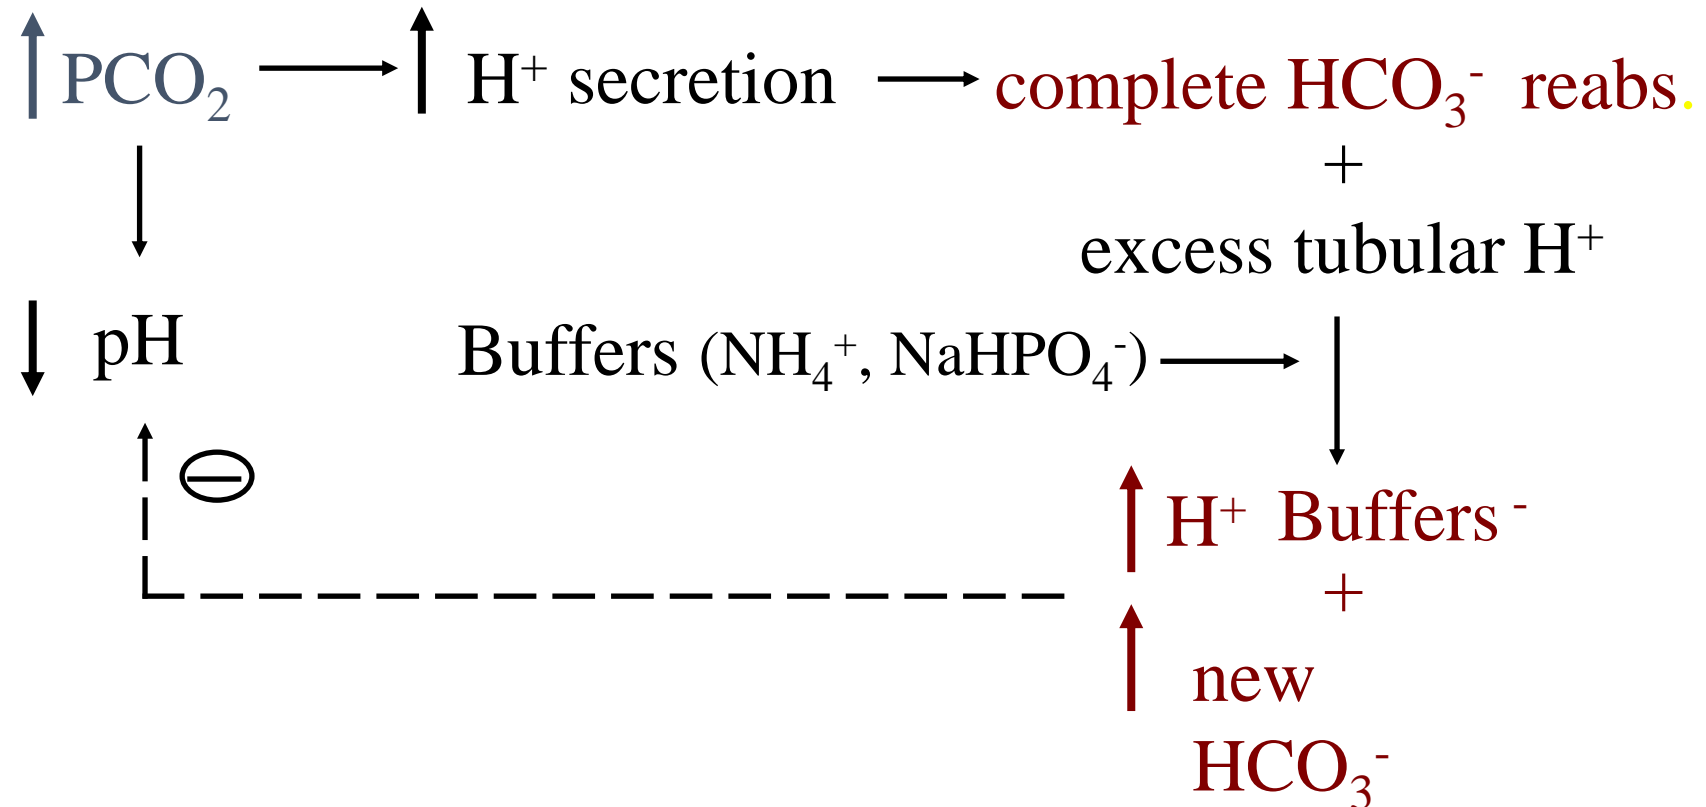 PCO₂ H⁺ secretion complete HCO₃⁻ reabs.
+
excess tubular H⁺
pH Buffers (NH₄⁺, NaHPO₄⁻)
H⁺ Buffers⁻
+
new
HCO₃⁻